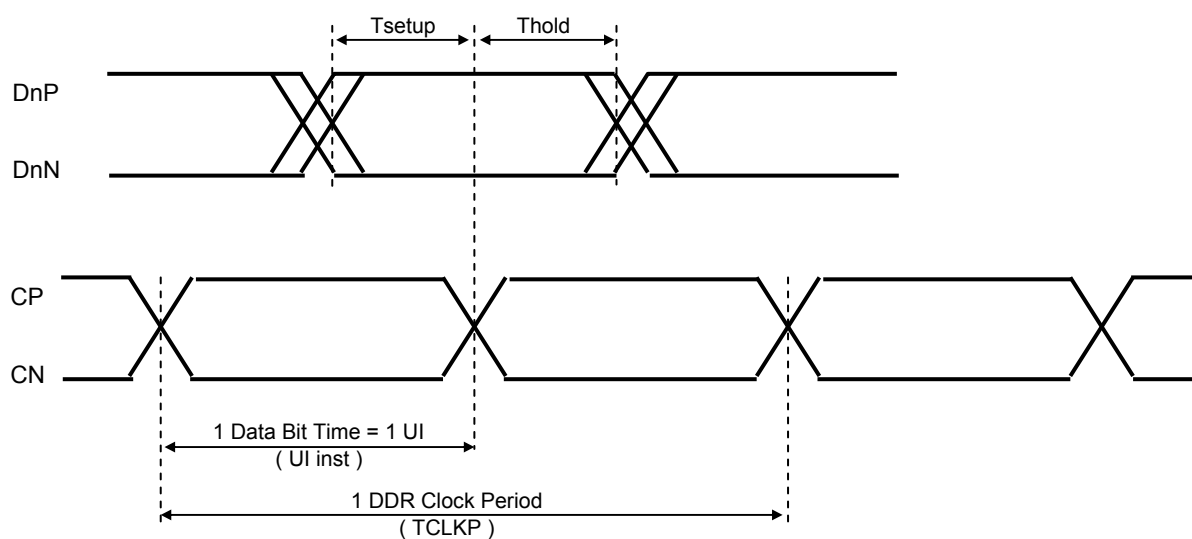 Tsetup
Thold
DnP
DnN
CP
CN
1 Data Bit Time = 1 UI
( UI inst )
1 DDR Clock Period
( TCLKP )